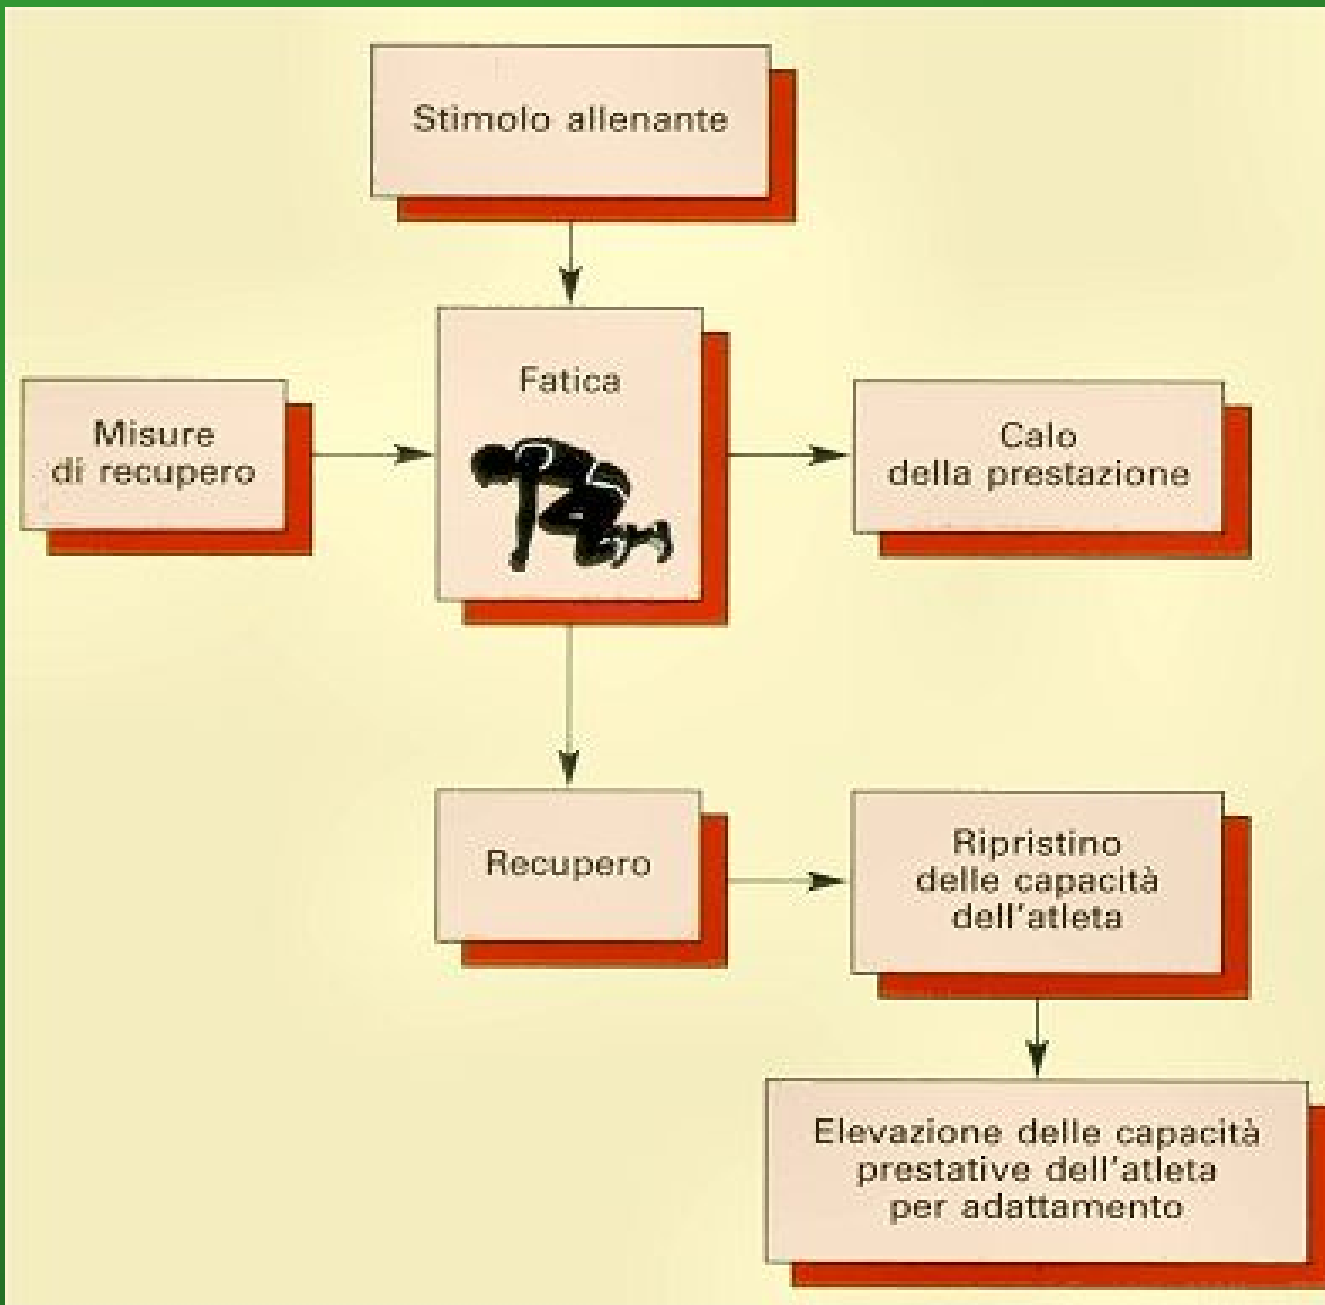 Stimolo allenante
Fatica
Misure
di recupero
Calo
della prestazione
Recupero
Ripristino
delle capacità
dell'atleta
Elevazione delle capacità
prestative dell'atleta
per adattamento